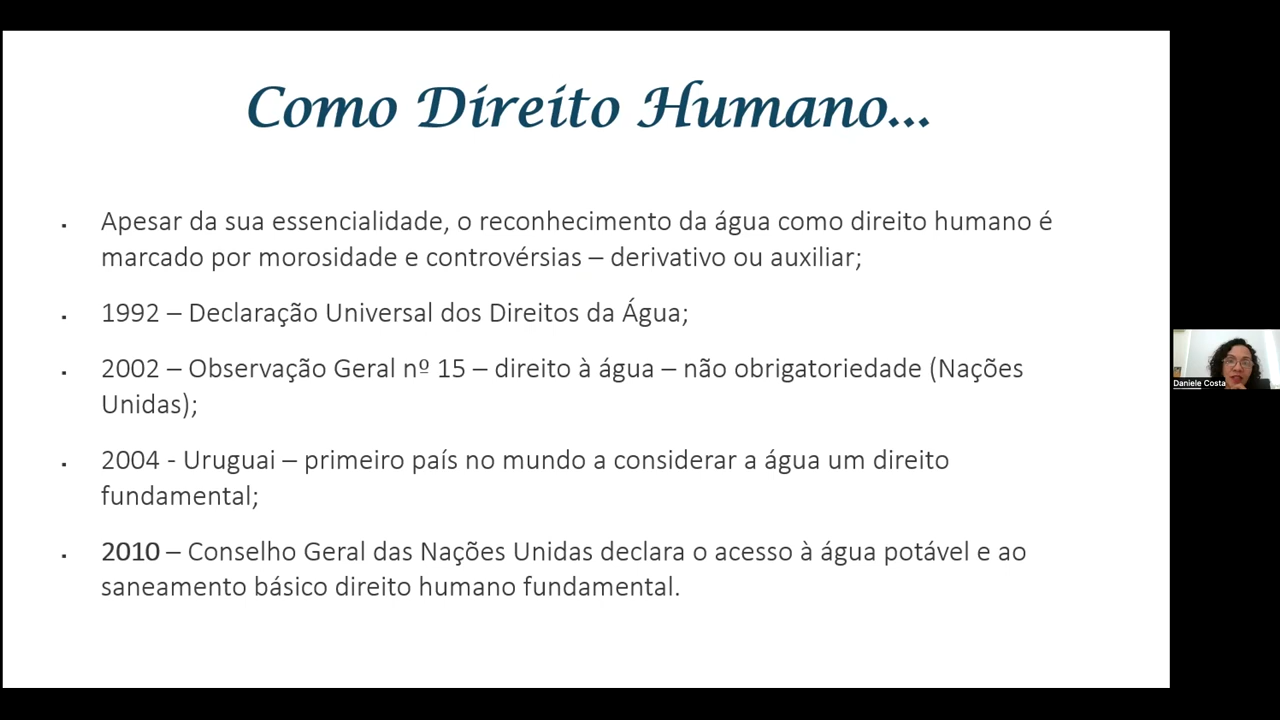 Como Direito Humano...
▪ Apesar da sua essencialidade, o reconhecimento da água como direito humano é
marcado por morosidade e controvérsias – derivativo ou auxiliar;
▪ 1992 – Declaração Universal dos Direitos da Água;
▪ 2002 – Observação Geral nº 15 – direito à água – não obrigatoriedade (Nações
Unidas);
▪ 2004 - Uruguai – primeiro país no mundo a considerar a água um direito
fundamental;
▪ 2010 – Conselho Geral das Nações Unidas declara o acesso à água potável e ao
saneamento básico direito humano fundamental.
Daniele Costa